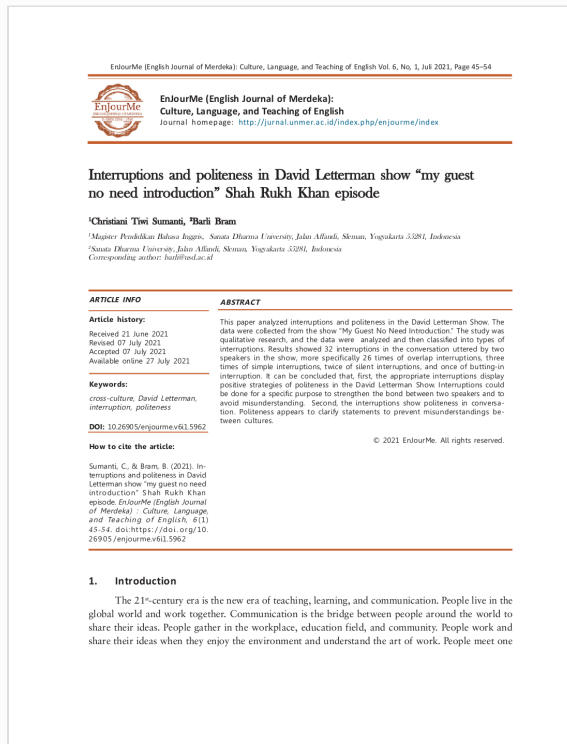 EnJourMe (English Journal of Merdeka): Culture, Language, and Teaching of English Vol. 6, No, 1, Juli 2021, Page 45–54
EnJourMe
EnJourMe (English Journal of Merdeka):
Culture, Language, and Teaching of English
Journal homepage: http://jurnal.unmer.ac.id/index.php/enjourme/index
Interruptions and politeness in David Letterman show “my guest
no need introduction” Shah Rukh Khan episode
¹Christiani Tiwi Sumanti, ²Barli Bram
¹Magister Pendidikan Bahasa Inggris, Sanata Dharma University, Jalan Affandi, Sleman, Yogyakarta 55281, Indonesia
²Sanata Dharma University, Jalan Affandi, Sleman, Yogyakarta 55281, Indonesia
Corresponding author: barli@usd.ac.id
ARTICLE INFO
Article history:
Received 21 June 2021
Revised 07 July 2021
Accepted 07 July 2021
Available online 27 July 2021
Keywords:
cross-culture, David Letterman,
interruption, politeness
DOI: 10.26905/enjourme.v6i1.5962
How to cite the article:
Sumanti, C., & Bram, B. (2021). In-
terruptions and politeness in David
Letterman show “my guest no need
introduction” Shah Rukh Khan
episode. EnJourMe (English Journal
of Merdeka) : Culture, Language,
and Teaching of English, 6(1)
45-54. doi:https://doi.org/10.
26905/enjourme.v6i1.5962
ABSTRACT
This paper analyzed interruptions and politeness in the David Letterman Show. The
data were collected from the show “My Guest No Need Introduction.” The study was
qualitative research, and the data were analyzed and then classified into types of
interruptions. Results showed 32 interruptions in the conversation uttered by two
speakers in the show, more specifically 26 times of overlap interruptions, three
times of simple interruptions, twice of silent interruptions, and once of butting-in
interruption. It can be concluded that, first, the appropriate interruptions display
positive strategies of politeness in the David Letterman Show. Interruptions could
be done for a specific purpose to strengthen the bond between two speakers and to
avoid misunderstanding. Second, the interruptions show politeness in conversa-
tion. Politeness appears to clarify statements to prevent misunderstandings be-
tween cultures.
© 2021 EnJourMe. All rights reserved.
1. Introduction
The 21st-century era is the new era of teaching, learning, and communication. People live in the
global world and work together. Communication is the bridge between people around the world to
share their ideas. People gather in the workplace, education field, and community. People work and
share their ideas when they enjoy the environment and understand the art of work. People meet one